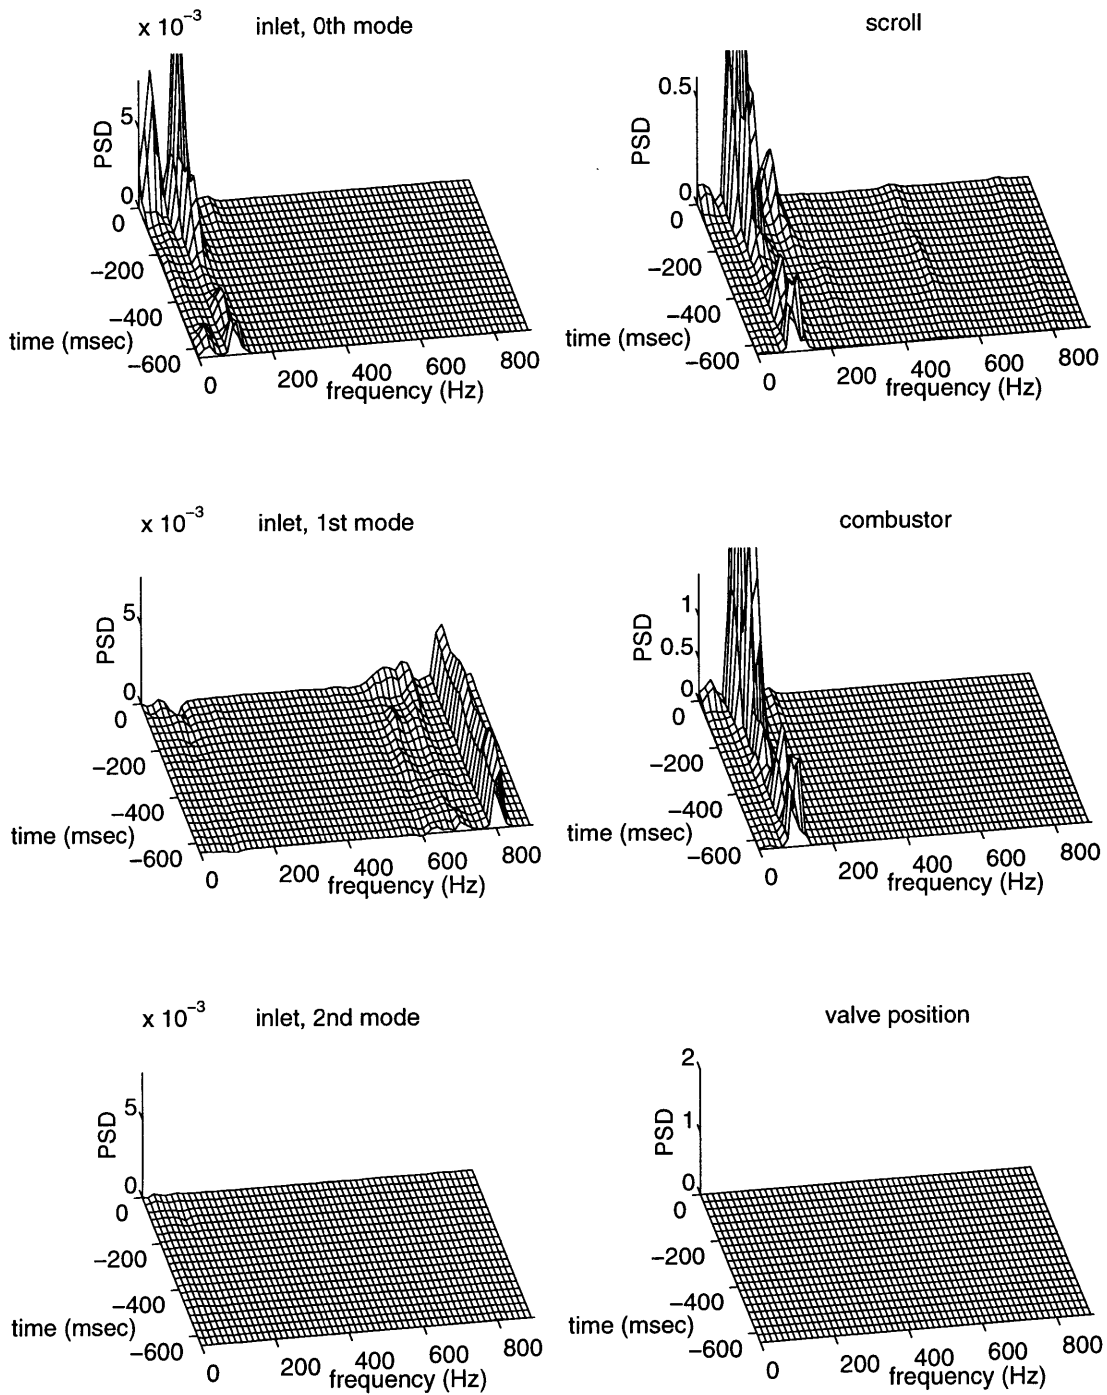 x 10^-3 inlet, 0th mode
5
PSD
0
0
−200
−400
time (msec)
−600
0
200
400
600
800
frequency (Hz)
scroll
0.5
PSD
0
0
−200
−400
time (msec)
−600
0
200
400
600
800
frequency (Hz)
x 10^-3 inlet, 1st mode
5
PSD
0
0
−200
−400
time (msec)
−600
0
200
400
600
800
frequency (Hz)
combustor
1
PSD
0.5
0
0
−200
−400
time (msec)
−600
0
200
400
600
800
frequency (Hz)
x 10^-3 inlet, 2nd mode
5
PSD
0
0
−200
−400
time (msec)
−600
0
200
400
600
800
frequency (Hz)
valve position
2
PSD
1
0
0
−200
−400
time (msec)
−600
0
200
400
600
800
frequency (Hz)